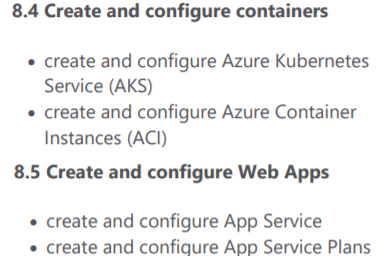 8.4 Create and configure containers
• create and configure Azure Kubernetes
Service (AKS)
• create and configure Azure Container
Instances (ACI)
8.5 Create and configure Web Apps
• create and configure App Service
• create and configure App Service Plans